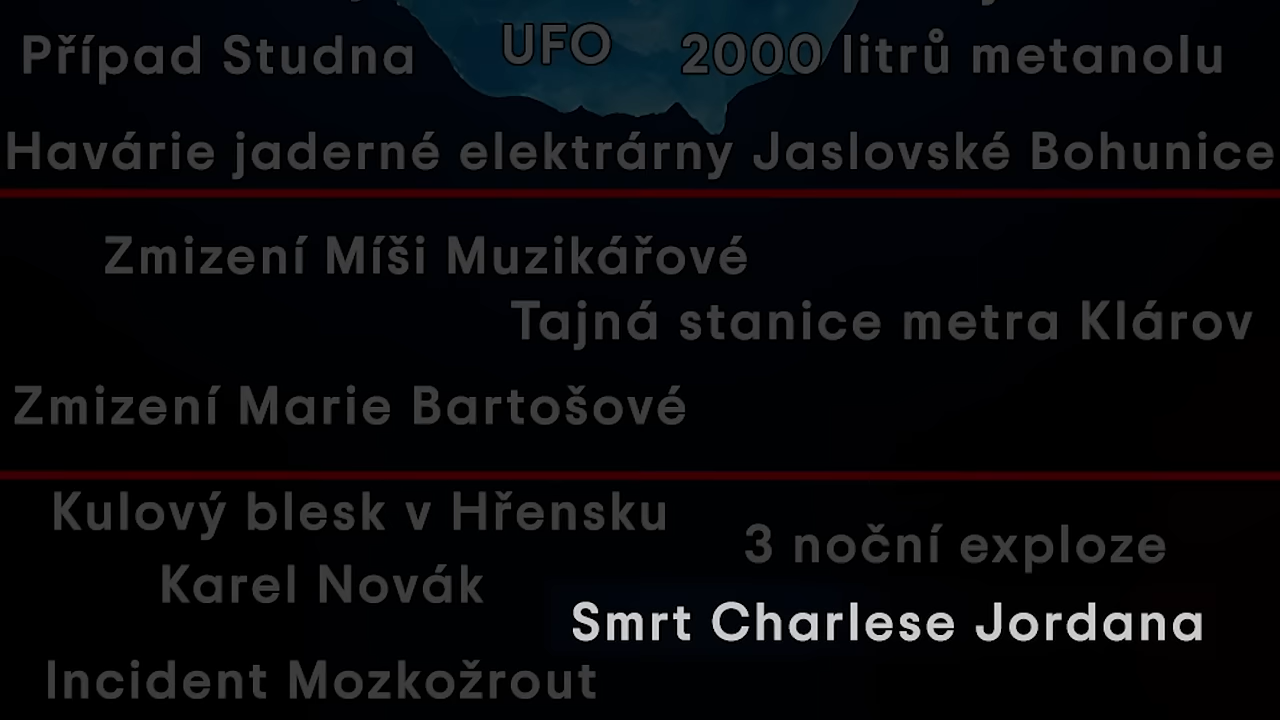 Případ Studna
UFO
2000 litrů metanolu
Havárie jaderné elektrárny Jaslovské Bohunice
Zmizení Míši Muzikářové
Tajná stanice metra Klárov
Zmizení Marie Bartošové
Kulový blesk v Hřensku
3 noční exploze
Karel Novák
Smrt Charlese Jordana
Incident Mozkožrout